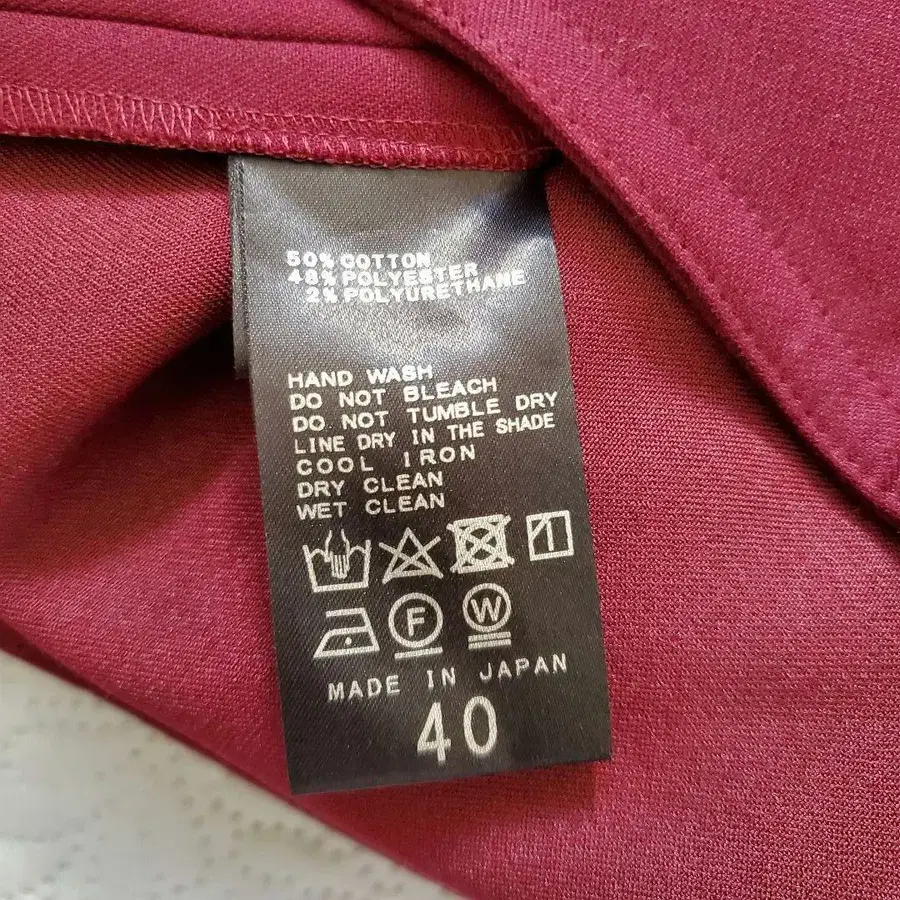 50% COTTON
48% POLYESTER
2% POLYURETHANE
HAND WASH
DO NOT BLEACH
DO NOT TUMBLE DRY
LINE DRY IN THE SHADE
COOL IRON
DRY CLEAN
WET CLEAN
F W
MADE IN JAPAN
40